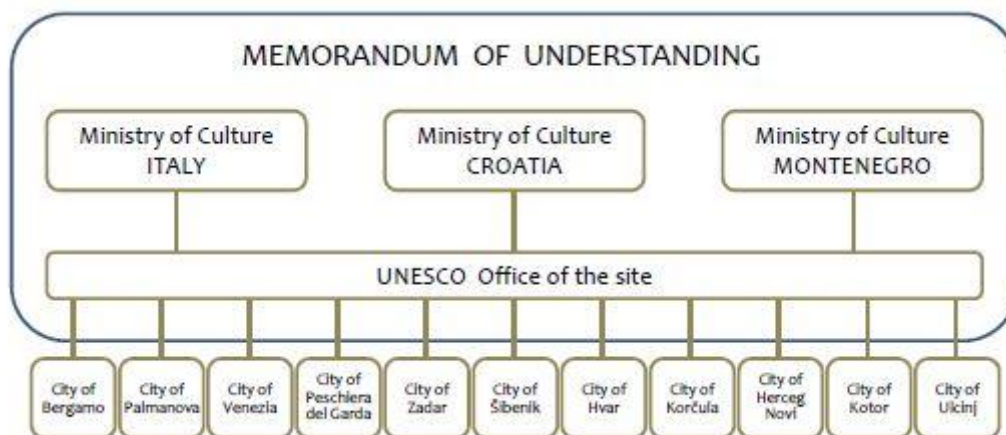 MEMORANDUM OF UNDERSTANDING
Ministry of Culture
ITALY
Ministry of Culture
CROATIA
Ministry of Culture
MONTENEGRO
UNESCO Office of the site
City of
Bergamo
City of
Palmanova
City of
Venezia
City of
Peschiera
del Garda
City of
Zadar
City of
Šibenik
City of
Hvar
City of
Korčula
City of
Herceg
Novi
City of
Kotor
City of
Ulcinj